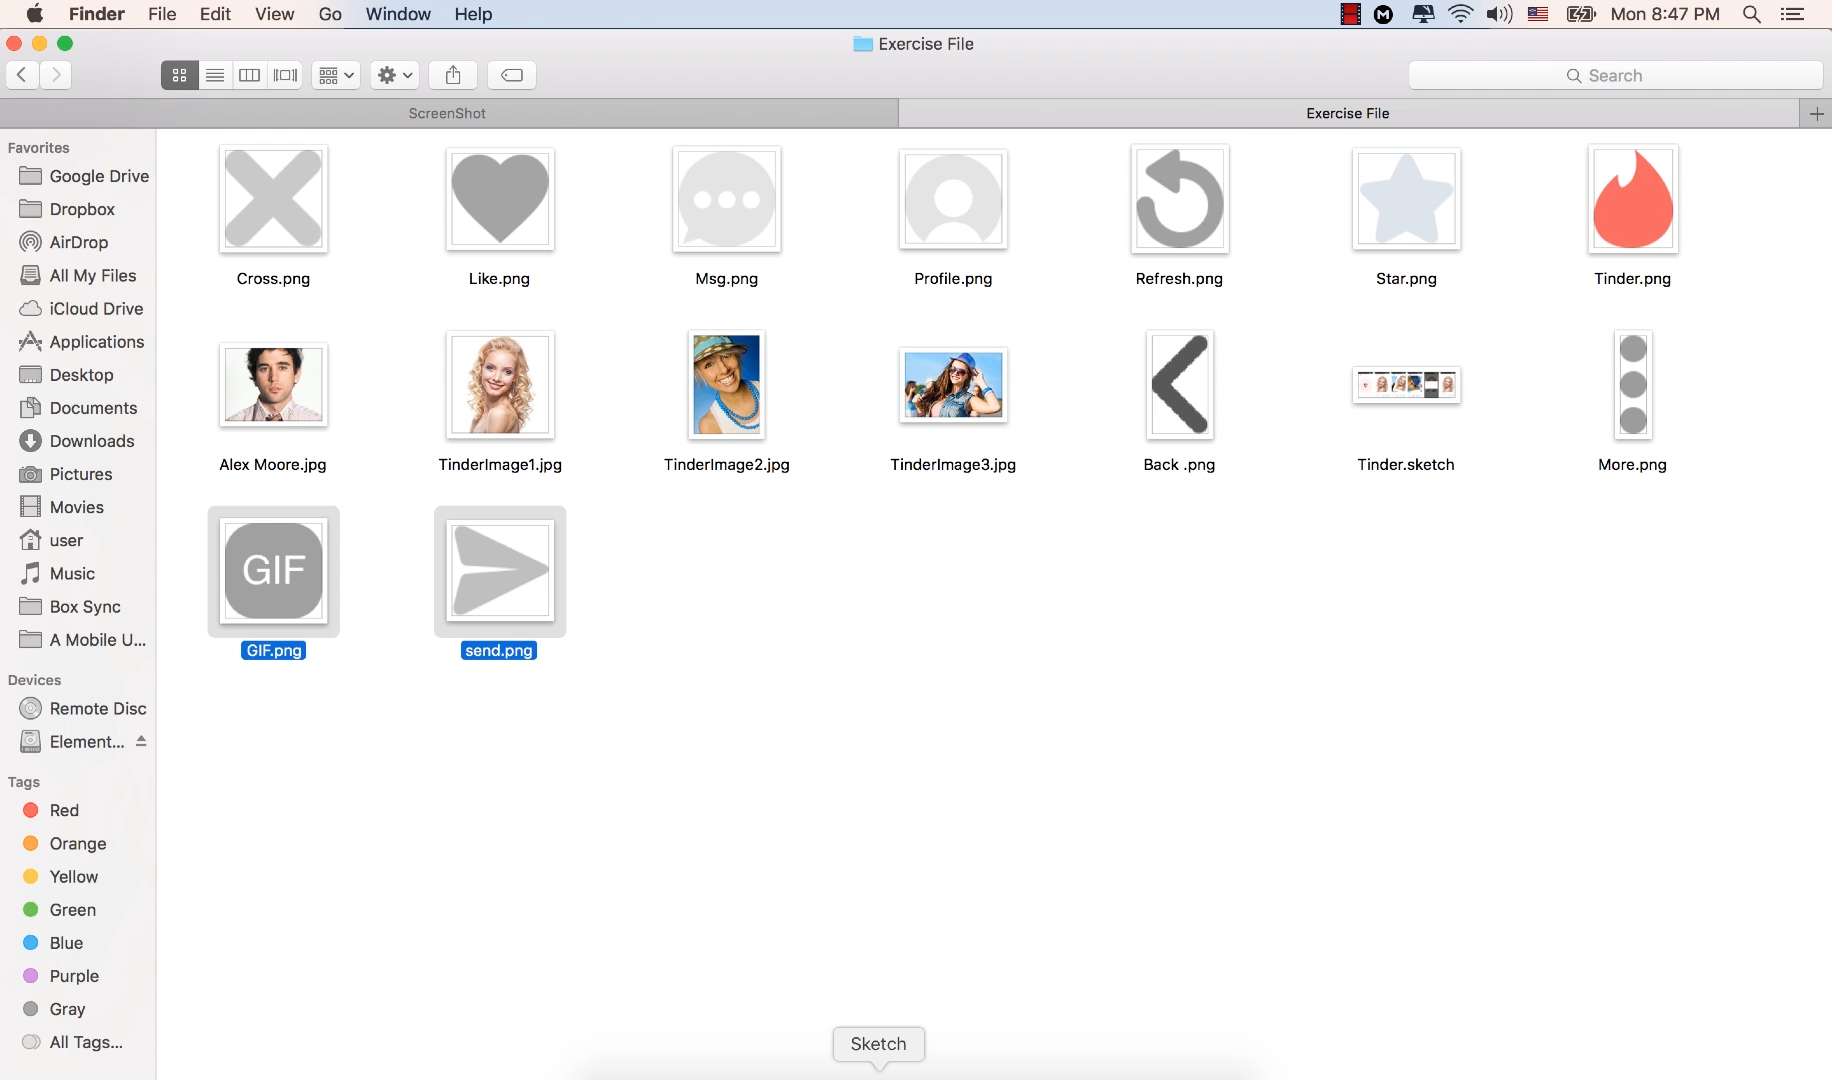 Finder File Edit View Go Window Help
Mon 8:47 PM
Exercise File
Search
ScreenShot
Exercise File
Favorites
Google Drive
Dropbox
AirDrop
All My Files
iCloud Drive
Applications
Desktop
Documents
Downloads
Pictures
Movies
user
Music
Box Sync
A Mobile U...
Devices
Remote Disc
Element...
Tags
Red
Orange
Yellow
Green
Blue
Purple
Gray
All Tags...
Cross.png
Like.png
Msg.png
Profile.png
Refresh.png
Star.png
Tinder.png
Alex Moore.jpg
TinderImage1.jpg
TinderImage2.jpg
TinderImage3.jpg
Back .png
Tinder.sketch
More.png
GIF
GIF.png
send.png
Sketch